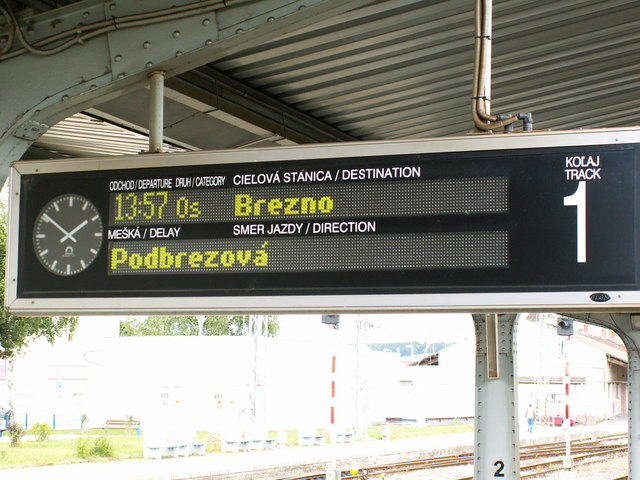 ODCHOD / DEPARTURE DRUH / CATEGORY CIEĽOVÁ STANICA / DESTINATION
13:57 Os Brezno
MEŠKÁ / DELAY SMER JAZDY / DIRECTION
Podbrezová
KOĽAJ
TRACK
1
2